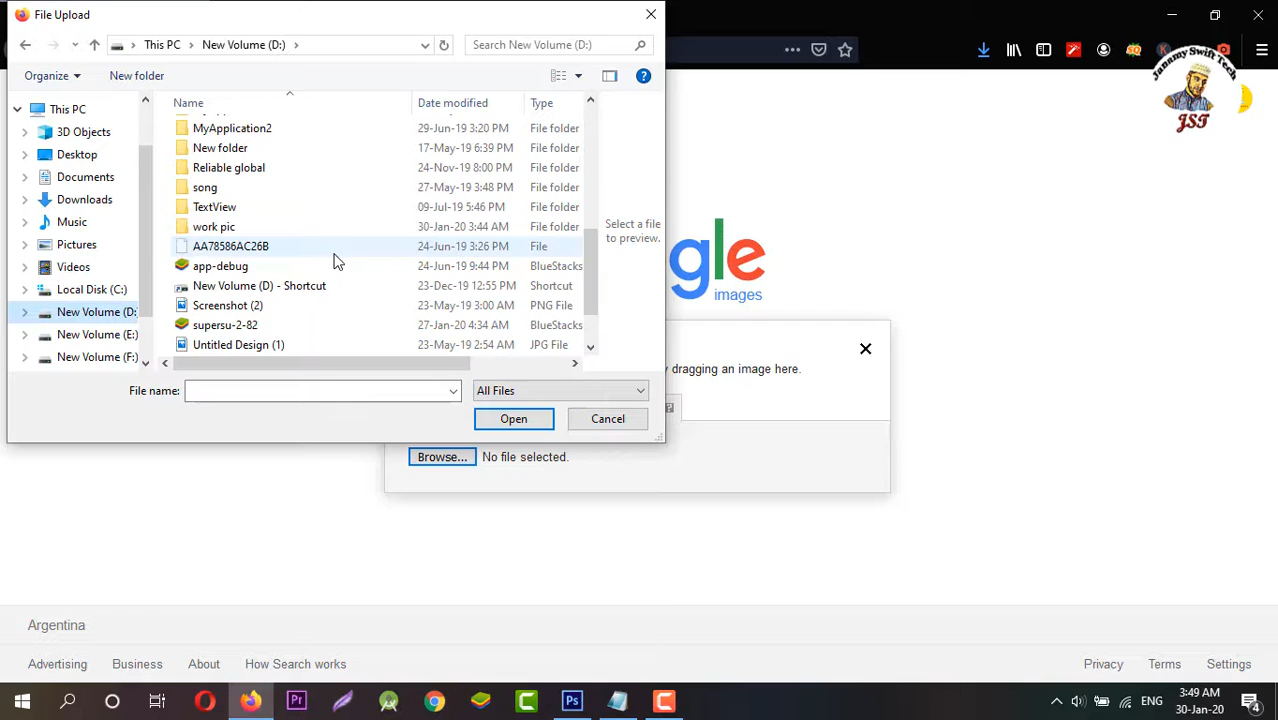 File Upload
This PC > New Volume (D:) >
Search New Volume (D:)
Organize
New folder
Name
Date modified
Type
This PC
3D Objects
Desktop
Documents
Downloads
Music
Pictures
Videos
Local Disk (C:)
New Volume (D:
New Volume (E:)
New Volume (F:)
MyApplication2 29-Jun-19 3:20 PM File folder
New folder 17-May-19 6:39 PM File folder
Reliable global 24-Nov-19 8:00 PM File folder
song 27-May-19 3:48 PM File folder
TextView 09-Jul-19 5:46 PM File folder
work pic 30-Jan-20 3:44 AM File folder
AA78586AC26B 24-Jun-19 3:26 PM File
app-debug 24-Jun-19 9:44 PM BlueStacks
New Volume (D) - Shortcut 23-Dec-19 12:55 PM Shortcut
Screenshot (2) 23-May-19 3:00 AM PNG File
supersu-2-82 27-Jan-20 4:34 AM BlueStacks
Untitled Design (1) 23-May-19 2:54 AM JPG File
Select a file
to preview.
File name:
All Files
Open
Cancel
Janamy Swift Tech
JST
gle
images
y dragging an image here.
Browse...
No file selected.
Argentina
Advertising
Business
About
How Search works
Privacy
Terms
Settings
Pr
Ps
ENG
3:49 AM
30-Jan-20
4